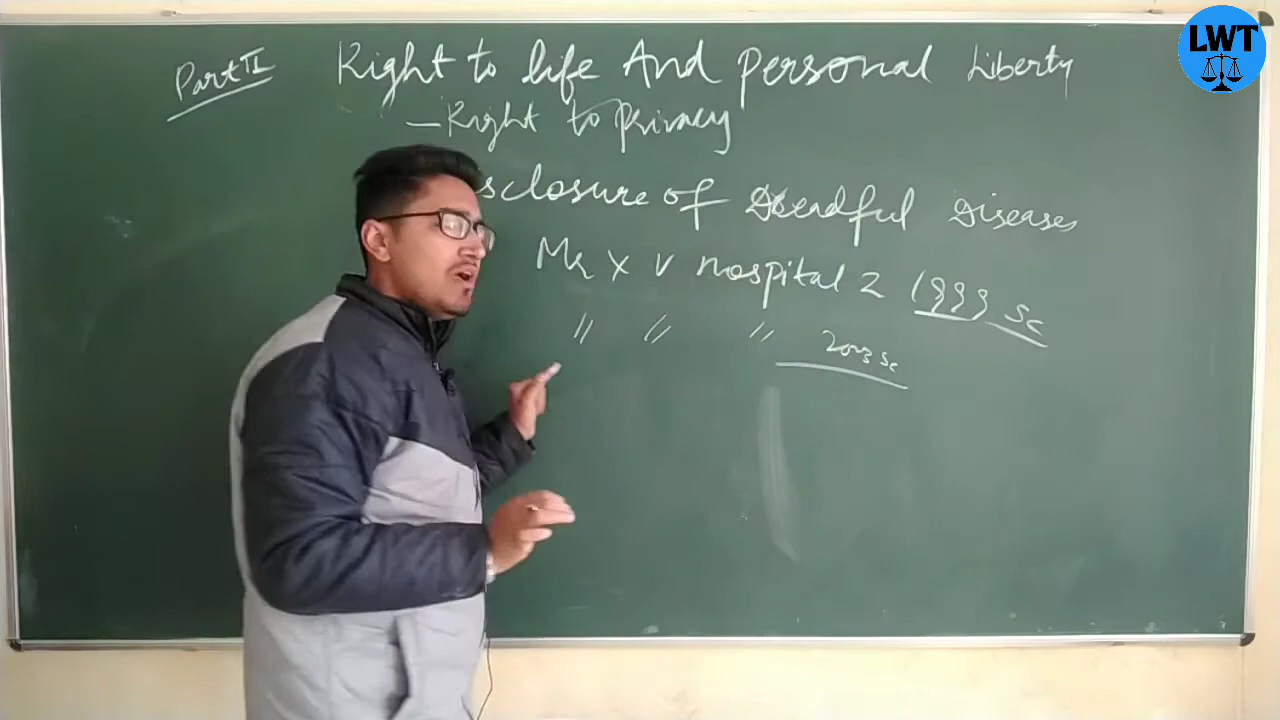 LWT
Part II Right to life And personal Liberty
– Right to privacy
sclosure of Dreadful Diseases
Mr X v Hospital Z 1999 SC
〃 〃 〃 2003 SC